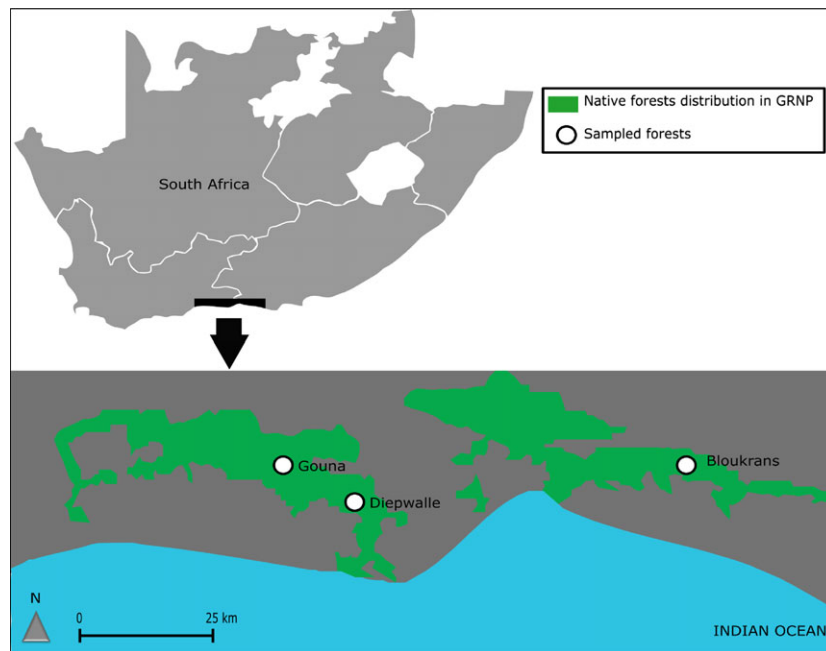 Native forests distribution in GRNP
Sampled forests
South Africa
Gouna
Diepwalle
Bloukrans
N
0 25 km
INDIAN OCEAN